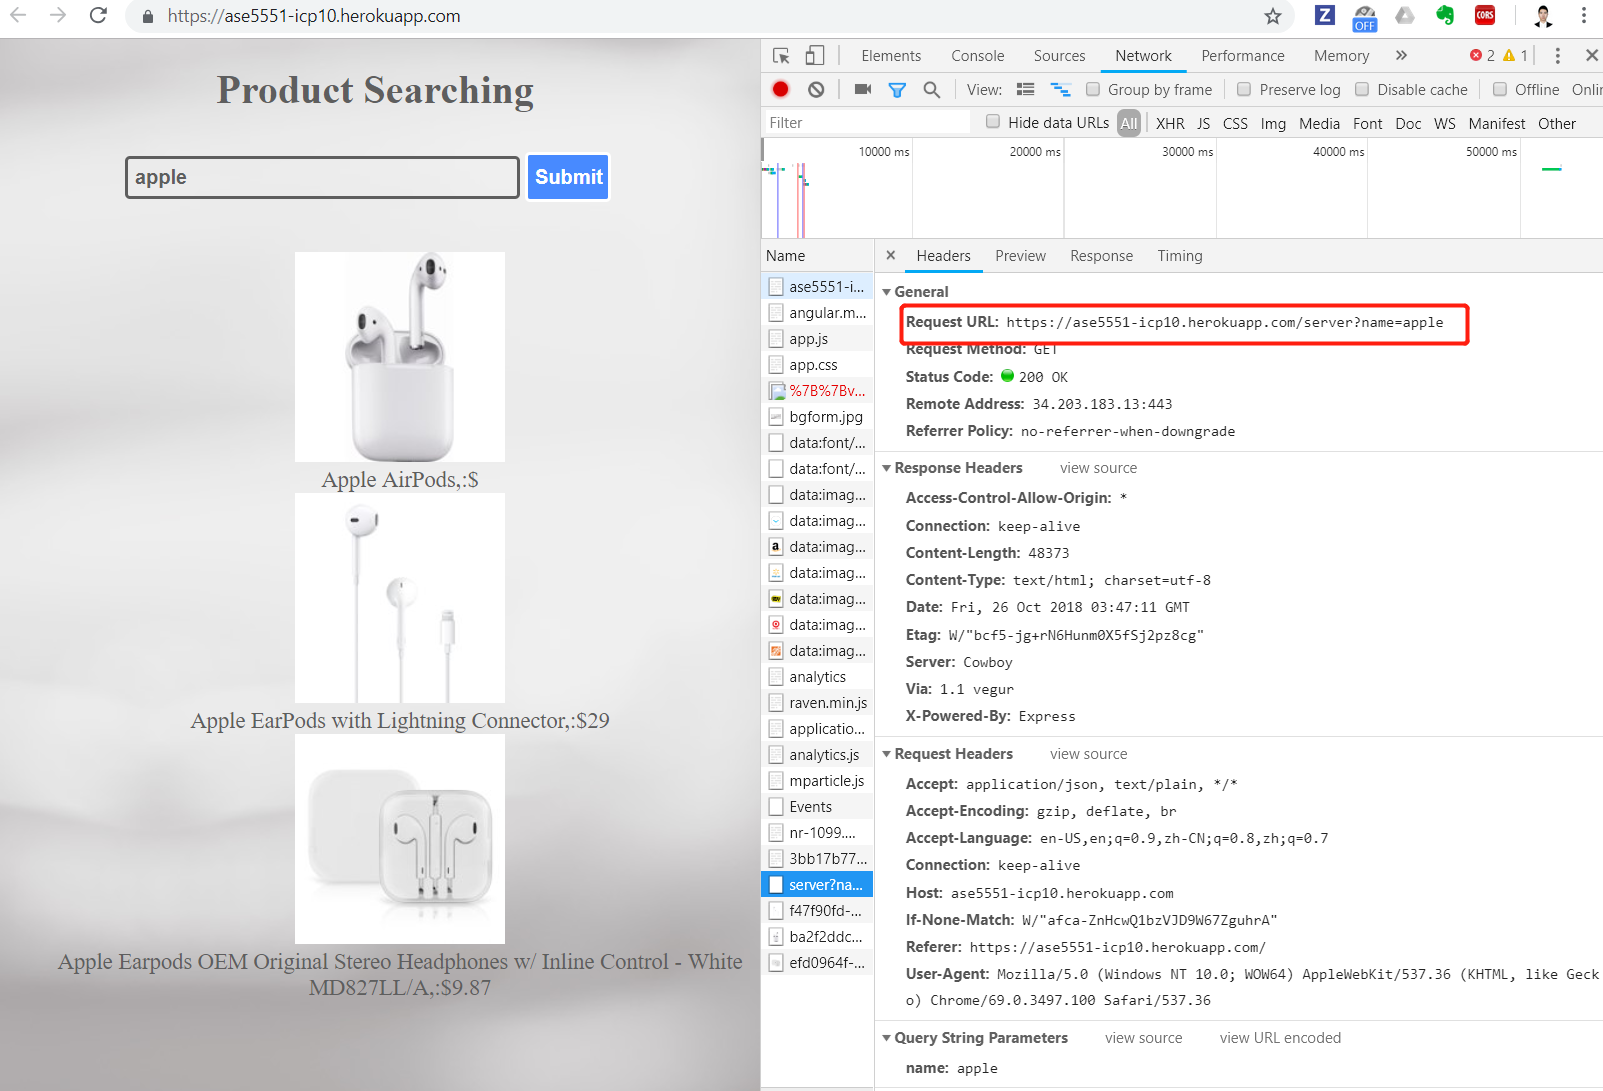 https://ase5551-icp10.herokuapp.com
Z
OFF
CORS
Product Searching
apple
Submit
Apple AirPods,:$
Apple EarPods with Lightning Connector,:$29
Apple Earpods OEM Original Stereo Headphones w/ Inline Control - White
MD827LL/A,:$9.87
Elements Console Sources Network Performance Memory » 2 1
View: Group by frame Preserve log Disable cache Offline Onlir
Filter Hide data URLs All XHR JS CSS Img Media Font Doc WS Manifest Other
10000 ms 20000 ms 30000 ms 40000 ms 50000 ms
Name
ase5551-i...
angular.m...
app.js
app.css
%7B%7Bv...
bgform.jpg
data:font/...
data:font/...
data:imag...
data:imag...
data:imag...
data:imag...
data:imag...
data:imag...
data:imag...
analytics
raven.min.js
applicatio...
analytics.js
mparticle.js
Events
nr-1099....
3bb17b77...
server?na...
f47f90fd-...
ba2f2ddc...
efd0964f-...
× Headers Preview Response Timing
General
Request URL: https://ase5551-icp10.herokuapp.com/server?name=apple
Request Method: GET
Status Code: 200 OK
Remote Address: 34.203.183.13:443
Referrer Policy: no-referrer-when-downgrade
Response Headers view source
Access-Control-Allow-Origin: *
Connection: keep-alive
Content-Length: 48373
Content-Type: text/html; charset=utf-8
Date: Fri, 26 Oct 2018 03:47:11 GMT
Etag: W/"bcf5-jg+rN6Hunm0X5fSj2pz8cg"
Server: Cowboy
Via: 1.1 vegur
X-Powered-By: Express
Request Headers view source
Accept: application/json, text/plain, */*
Accept-Encoding: gzip, deflate, br
Accept-Language: en-US,en;q=0.9,zh-CN;q=0.8,zh;q=0.7
Connection: keep-alive
Host: ase5551-icp10.herokuapp.com
If-None-Match: W/"afca-ZnHcwQ1bzVJD9W67ZguhrA"
Referer: https://ase5551-icp10.herokuapp.com/
User-Agent: Mozilla/5.0 (Windows NT 10.0; WOW64) AppleWebKit/537.36 (KHTML, like Geck
o) Chrome/69.0.3497.100 Safari/537.36
Query String Parameters view source view URL encoded
name: apple